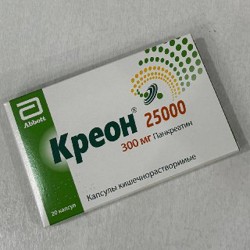 Abbott
Креон® 25000
300 мг Панкреатин
Капсулы кишечнорастворимые
20 капсул